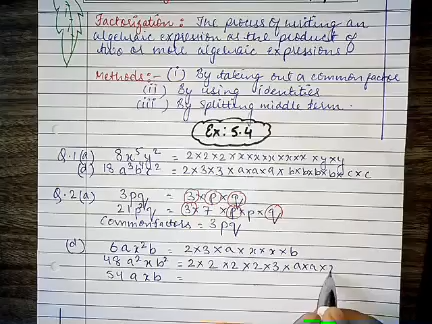 Factorization : The process of writing an
algebraic expression as the product of
two or more algebraic expressions
Methods :- (i) By taking out a common factor
(ii) By using identities
(iii) By splitting middle term.
Ex: 5.4
Q.1(a) 8x⁵y² = 2×2×2×x×x×x×x×x×y×y
(d) 18a³b⁴c² = 2×3×3×a×a×a×b×b×b×b×c×c
Q.2(a) 3pq = 3×p×q
21p²q = 3×7×p×p×q
Common factors = 3pq
(d) 6ax²b = 2×3×a×x×x×b
48a²xb² = 2×2×2×2×3×a×a×
54axb =